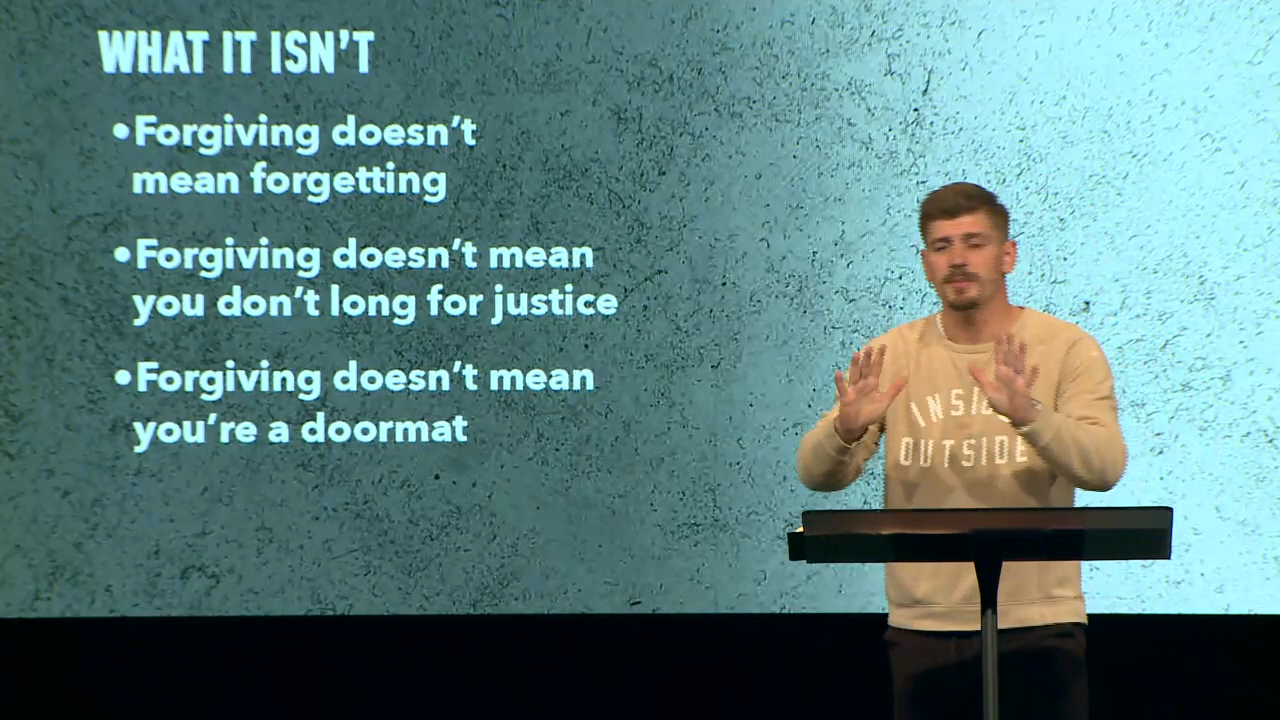 WHAT IT ISN'T
•Forgiving doesn't
mean forgetting
•Forgiving doesn't mean
you don't long for justice
•Forgiving doesn't mean
you're a doormat
OUTSIDE